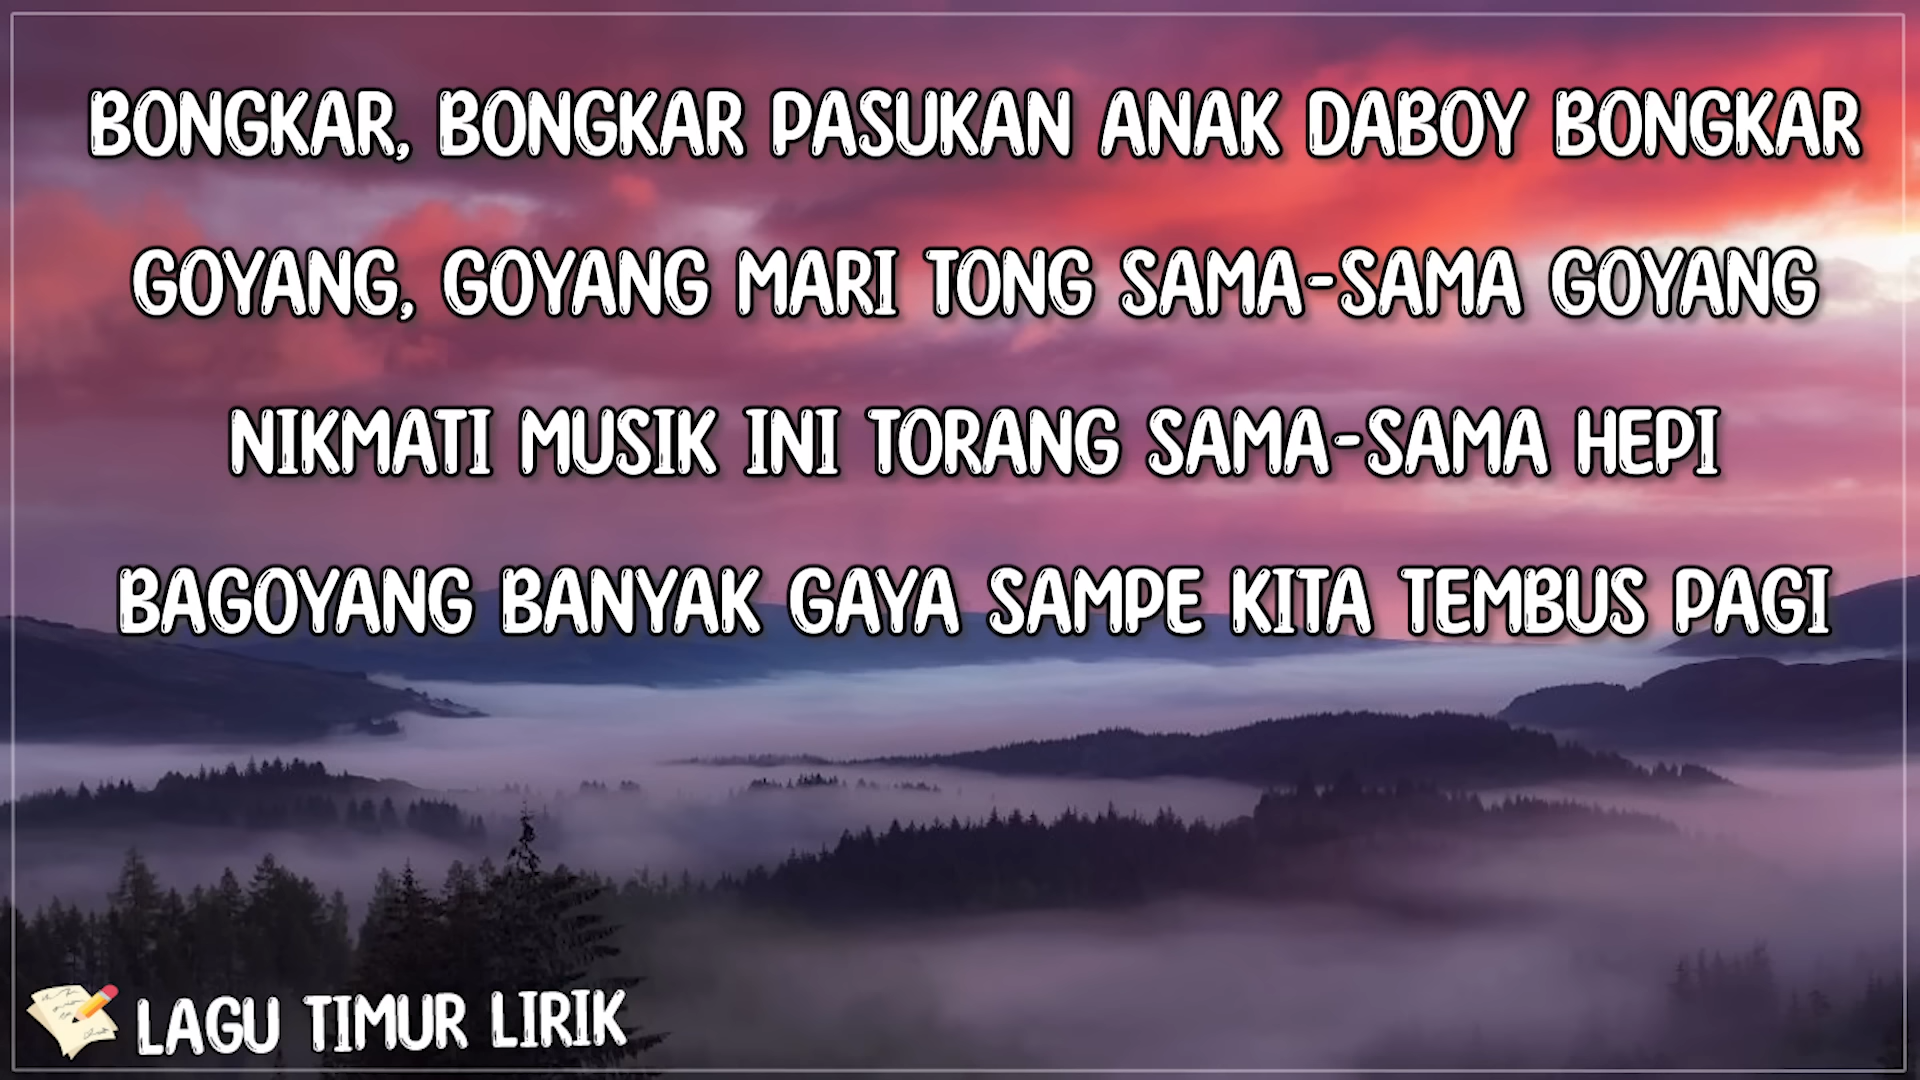 BONGKAR, BONGKAR PASUKAN ANAK DABOY BONGKAR
GOYANG, GOYANG MARI TONG SAMA-SAMA GOYANG
NIKMATI MUSIK INI TORANG SAMA-SAMA HEPI
BAGOYANG BANYAK GAYA SAMPE KITA TEMBUS PAGI
LAGU TIMUR LIRIK